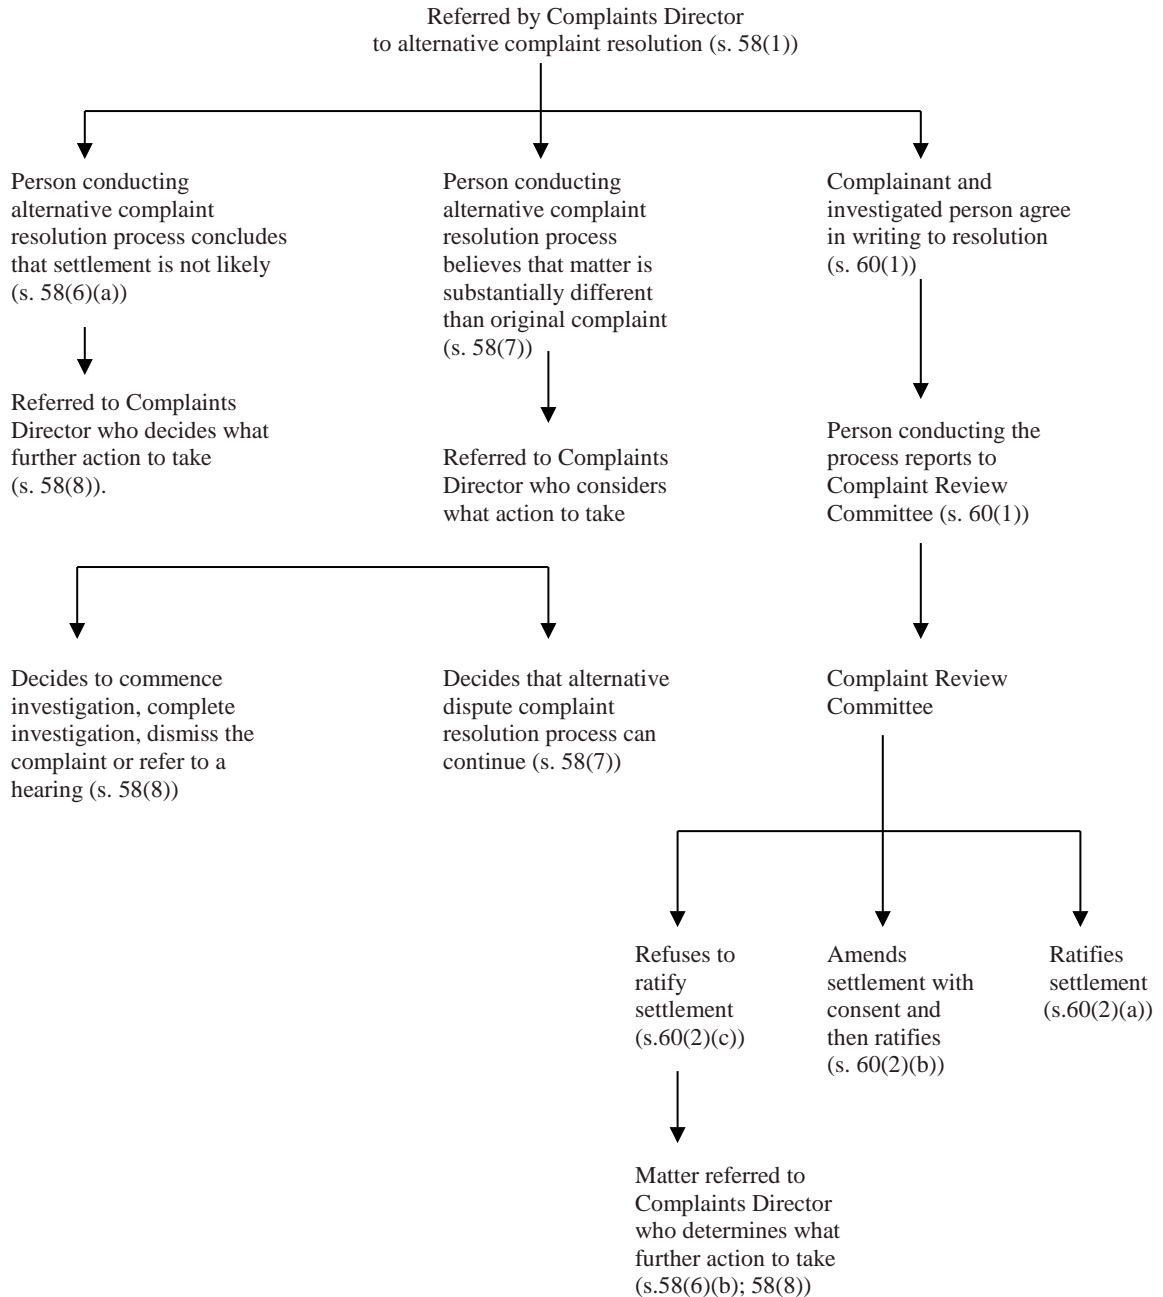 Referred by Complaints Director
to alternative complaint resolution (s. 58(1))
Person conducting
alternative complaint
resolution process concludes
that settlement is not likely
(s. 58(6)(a))
Person conducting
alternative complaint
resolution process
believes that matter is
substantially different
than original complaint
(s. 58(7))
Complainant and
investigated person agree
in writing to resolution
(s. 60(1))
Referred to Complaints
Director who decides what
further action to take
(s. 58(8)).
Referred to Complaints
Director who considers
what action to take
Person conducting the
process reports to
Complaint Review
Committee (s. 60(1))
Decides to commence
investigation, complete
investigation, dismiss the
complaint or refer to a
hearing (s. 58(8))
Decides that alternative
dispute complaint
resolution process can
continue (s. 58(7))
Complaint Review
Committee
Refuses to
ratify
settlement
(s.60(2)(c))
Amends
settlement with
consent and
then ratifies
(s. 60(2)(b))
Ratifies
settlement
(s.60(2)(a))
Matter referred to
Complaints Director
who determines what
further action to take
(s.58(6)(b); 58(8))